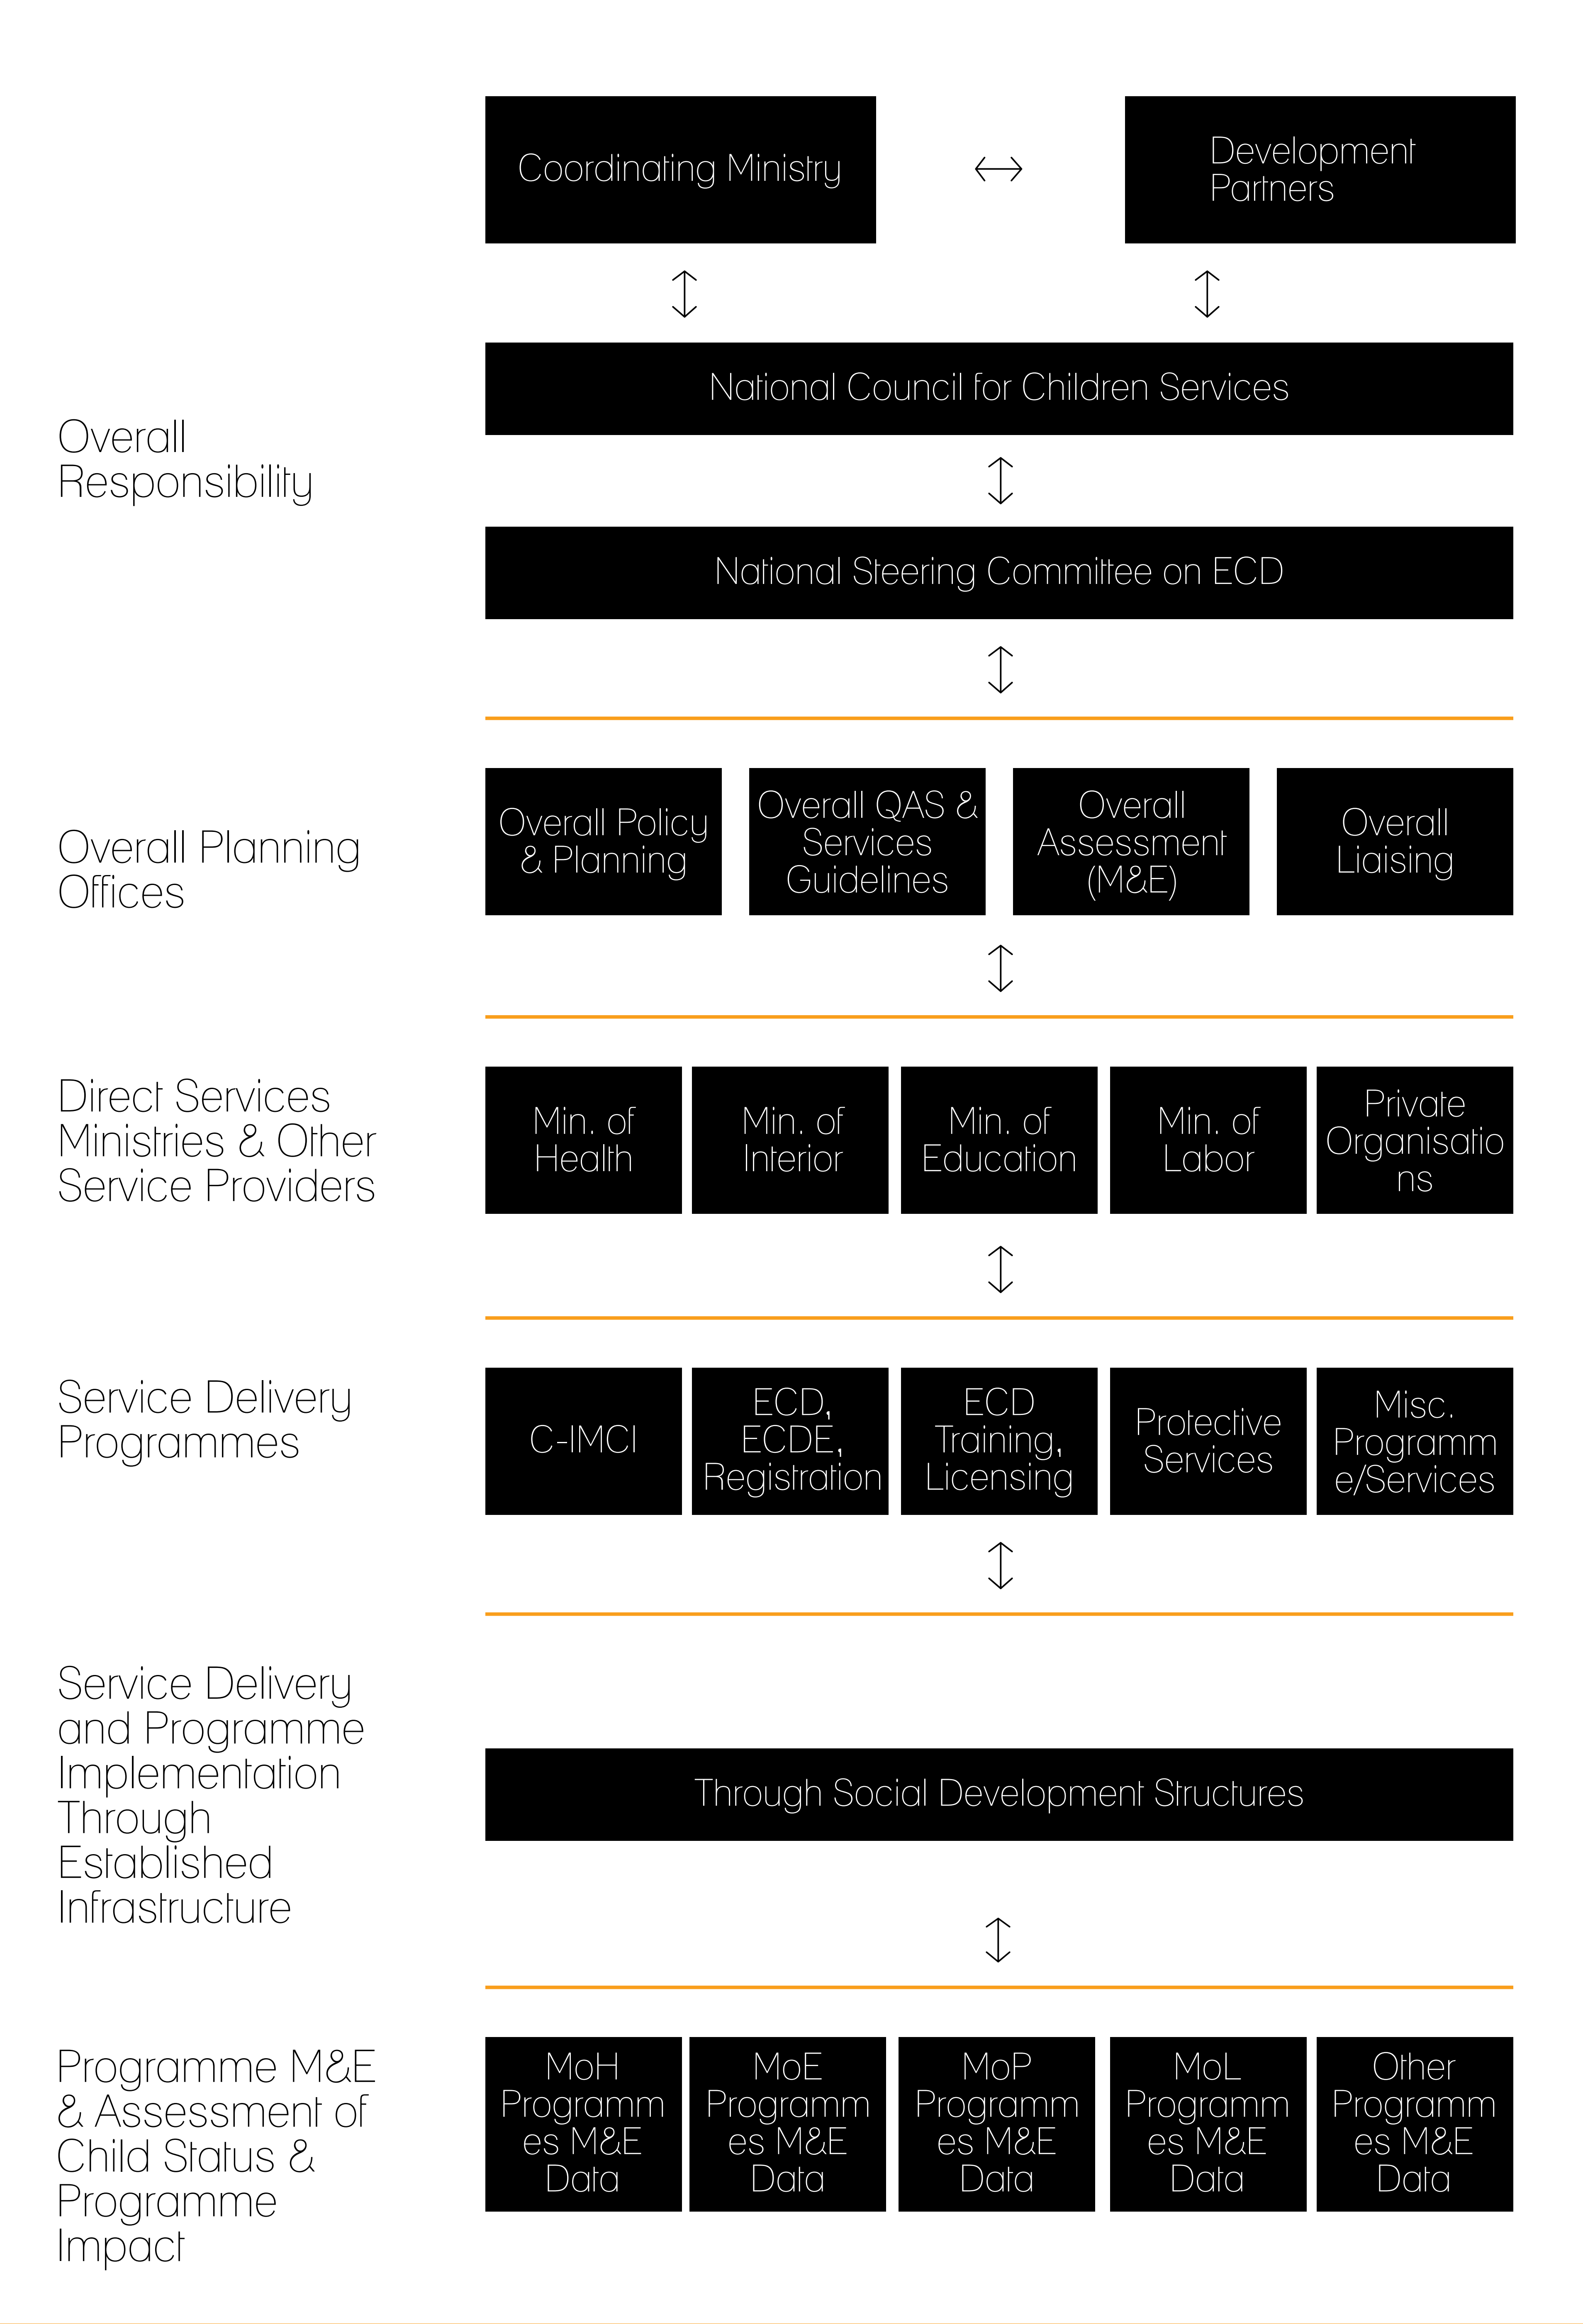 Coordinating Ministry
Development
Partners
National Council for Children Services
Overall
Responsibility
National Steering Committee on ECD
Overall Planning
Offices
Overall Policy
& Planning
Overall QAS &
Services
Guidelines
Overall
Assessment
(M&E)
Overall
Liaising
Direct Services
Ministries & Other
Service Providers
Min. of
Health
Min. of
Interior
Min. of
Education
Min. of
Labor
Private
Organisatio
ns
Service Delivery
Programmes
C-IMCI
ECD,
ECDE,
Registration
ECD
Training,
Licensing
Protective
Services
Misc.
Programm
e/Services
Service Delivery
and Programme
Implementation
Through
Established
Infrastructure
Through Social Development Structures
Programme M&E
& Assessment of
Child Status &
Programme
Impact
MoH
Programm
es M&E
Data
MoE
Programm
es M&E
Data
MoP
Programm
es M&E
Data
MoL
Programm
es M&E
Data
Other
Programm
es M&E
Data